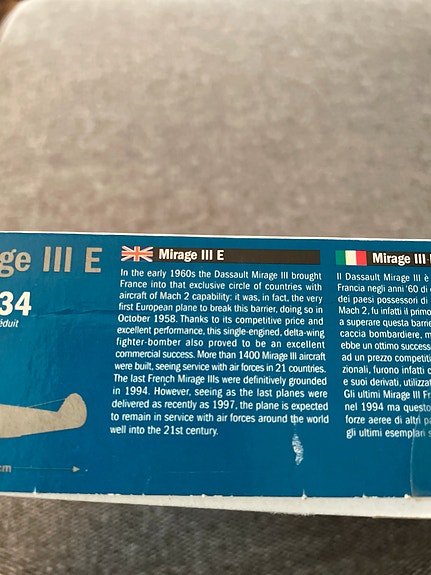 ge III E
34
éduit
cm
Mirage III E
In the early 1960s the Dassault Mirage III brought
France into that exclusive circle of countries with
aircraft of Mach 2 capability: it was, in fact, the very
first European plane to break this barrier, doing so in
October 1958. Thanks to its competitive price and
excellent performance, this single-engined, delta-wing
fighter-bomber also proved to be an excellent
commercial success. More than 1400 Mirage III aircraft
were built, seeing service with air forces in 21 countries.
The last French Mirage IIIs were definitively grounded
in 1994. However, seeing as the last planes were
delivered as recently as 1997, the plane is expected
to remain in service with air forces around the world
well into the 21st century.
Mirage III
Il Dassault Mirage III è
Francia negli anni '60 di
dei paesi possessori di
Mach 2, fu infatti il primo
a superare questa barrier
caccia bombardiere, m
ebbe un ottimo success
ad un prezzo competiti
zionali, furono infatti c
e suoi derivati, utilizzat
Gli ultimi Mirage III Fr
nel 1994 ma questo
forze aeree di altri pa
gli ultimi esemplari s